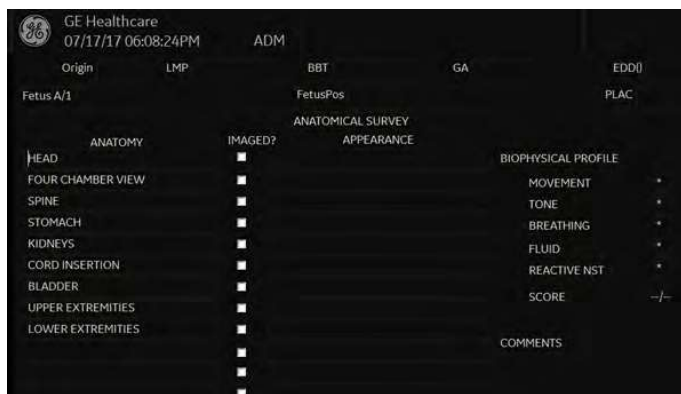 GE Healthcare
07/17/17 06:08:24PM ADM
Origin LMP BBT GA EDD()
Fetus A/1 FetusPos PLAC
ANATOMICAL SURVEY
ANATOMY IMAGED? APPEARANCE
HEAD
FOUR CHAMBER VIEW
SPINE
STOMACH
KIDNEYS
CORD INSERTION
BLADDER
UPPER EXTREMITIES
LOWER EXTREMITIES
BIOPHYSICAL PROFILE
MOVEMENT *
TONE *
BREATHING *
FLUID *
REACTIVE NST *
SCORE --/--
COMMENTS